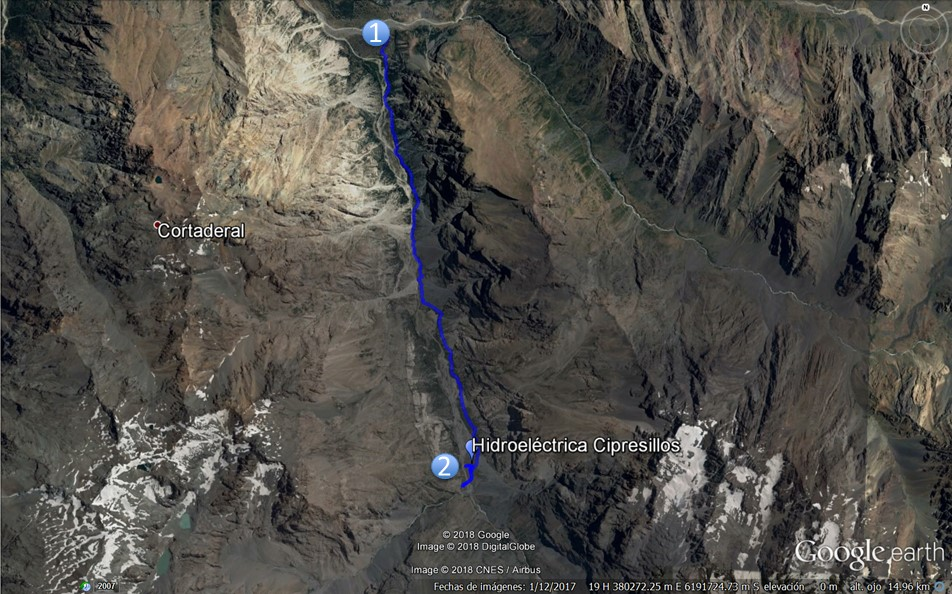 N
1
Cortaderal
Hidroeléctrica Cipresillos
2
© 2018 Google
Image © 2018 DigitalGlobe
Image © 2018 CNES / Airbus
Google earth
2007
Fechas de imágenes: 1/12/2017 19 H 380272.25 m E 6191724.73 m S elevación 0 m alt. ojo 14.96 km